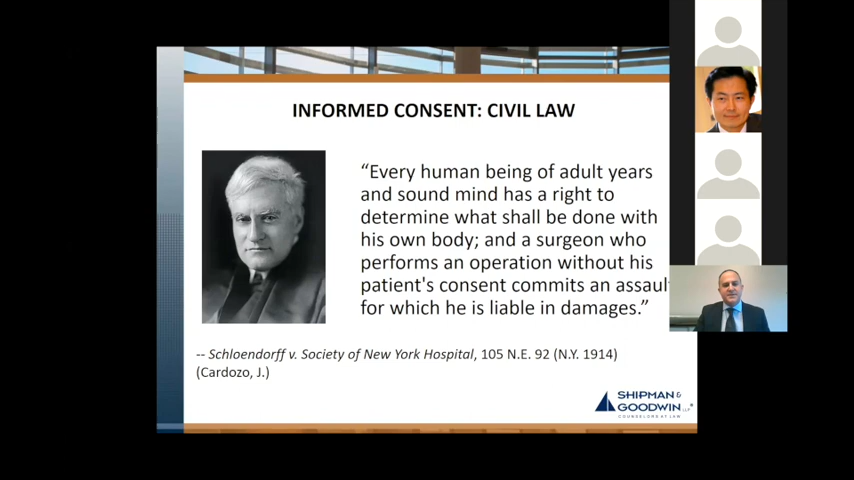 INFORMED CONSENT: CIVIL LAW
“Every human being of adult years
and sound mind has a right to
determine what shall be done with
his own body; and a surgeon who
performs an operation without his
patient's consent commits an assaul
for which he is liable in damages.”
-- Schloendorff v. Society of New York Hospital, 105 N.E. 92 (N.Y. 1914)
(Cardozo, J.)
SHIPMAN &
GOODWIN LLP®
COUNSELORS AT LAW